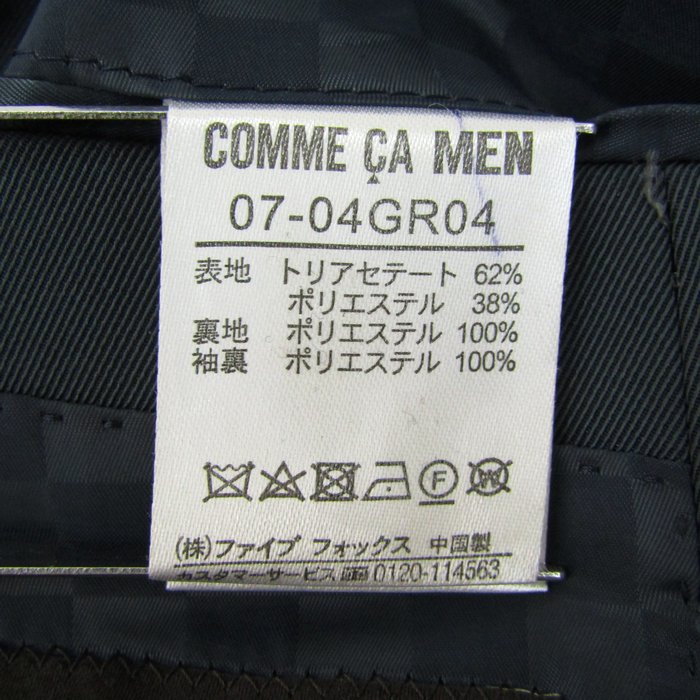 COMME ÇA MEN
07-04GR04
表地 トリアセテート 62%
ポリエステル 38%
裏地 ポリエステル 100%
袖裏 ポリエステル 100%
F W
(株)ファイブ フォックス 中国製
カスタマーサービス 0120-114563